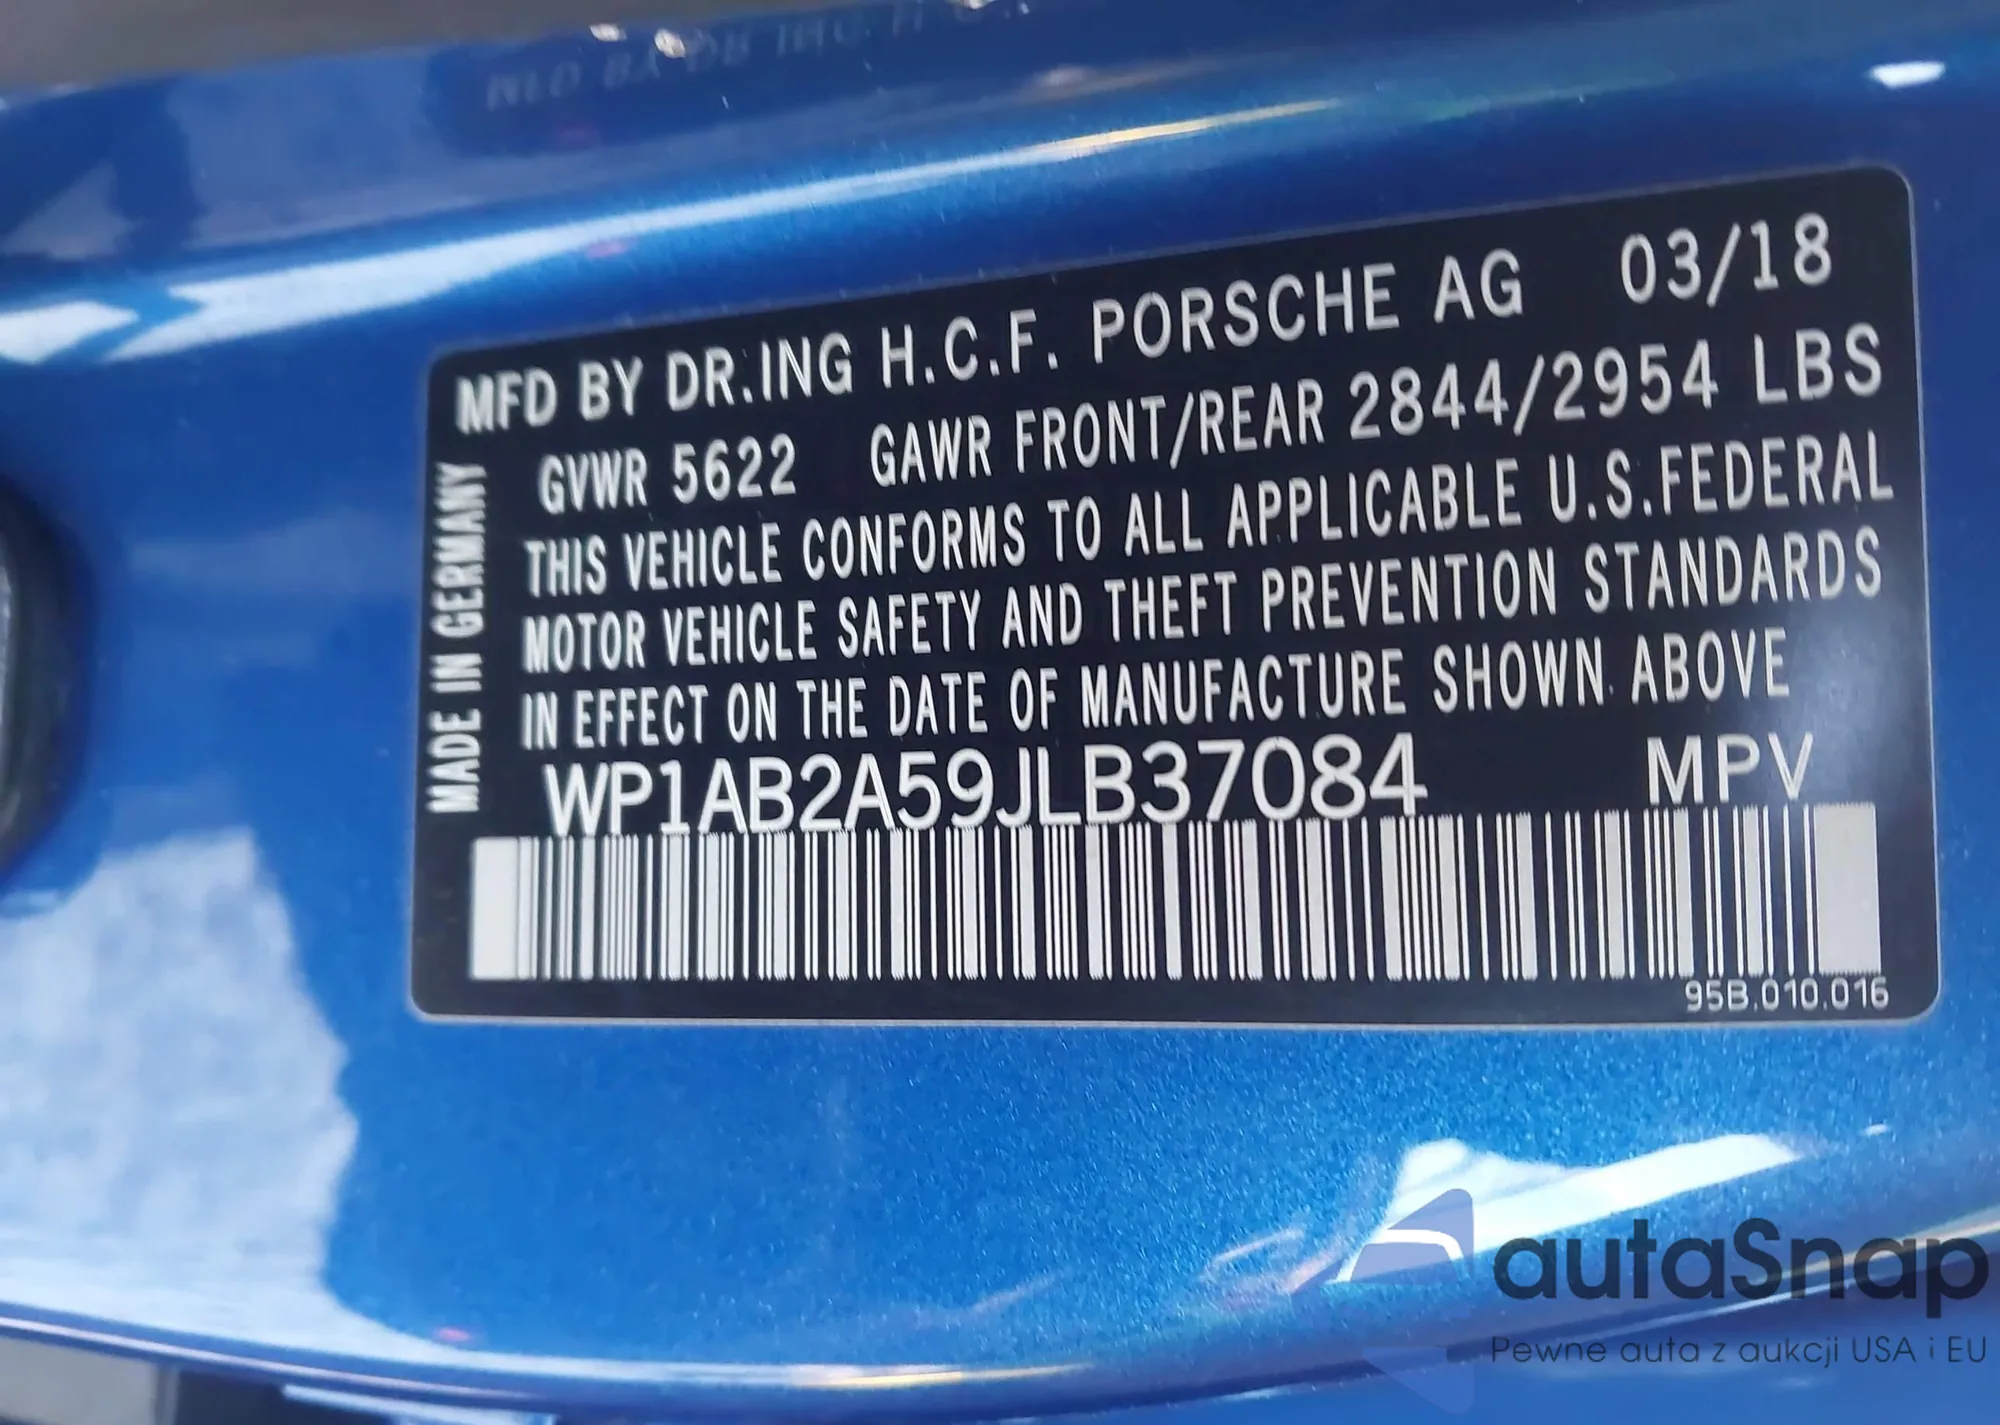 MFD BY DR.ING H.C.F. PORSCHE AG 03/18
GVWR 5622 GAWR FRONT/REAR 2844/2954 LBS
THIS VEHICLE CONFORMS TO ALL APPLICABLE U.S.FEDERAL
MOTOR VEHICLE SAFETY AND THEFT PREVENTION STANDARDS
IN EFFECT ON THE DATE OF MANUFACTURE SHOWN ABOVE
WP1AB2A59JLB37084 MPV
95B.010.016
MADE IN GERMANY
autaSnap
Pewne auta z aukcji USA i EU